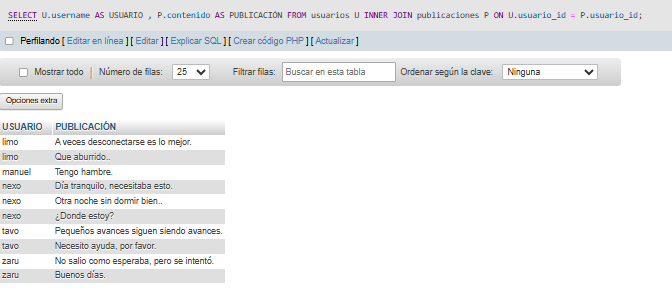 SELECT U.username AS USUARIO , P.contenido AS PUBLICACIÓN FROM usuarios U INNER JOIN publicaciones P ON U.usuario_id = P.usuario_id;
Perfilando [ Editar en línea ] [ Editar ] [ Explicar SQL ] [ Crear código PHP ] [ Actualizar ]
Mostrar todo Número de filas: 25 Filtrar filas: Buscar en esta tabla Ordenar según la clave: Ninguna
Opciones extra
USUARIO PUBLICACIÓN
limo A veces desconectarse es lo mejor.
limo Que aburrido..
manuel Tengo hambre.
nexo Día tranquilo, necesitaba esto.
nexo Otra noche sin dormir bien..
nexo ¿Donde estoy?
tavo Pequeños avances siguen siendo avances.
tavo Necesito ayuda, por favor.
zaru No salio como esperaba, pero se intentó.
zaru Buenos días.